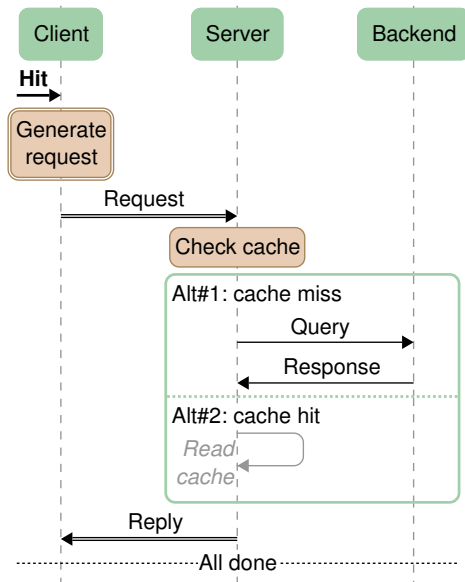 Client
Server
Backend
Hit
Generate
request
Request
Check cache
Alt#1: cache miss
Query
Response
Alt#2: cache hit
Read
cache
Reply
All done